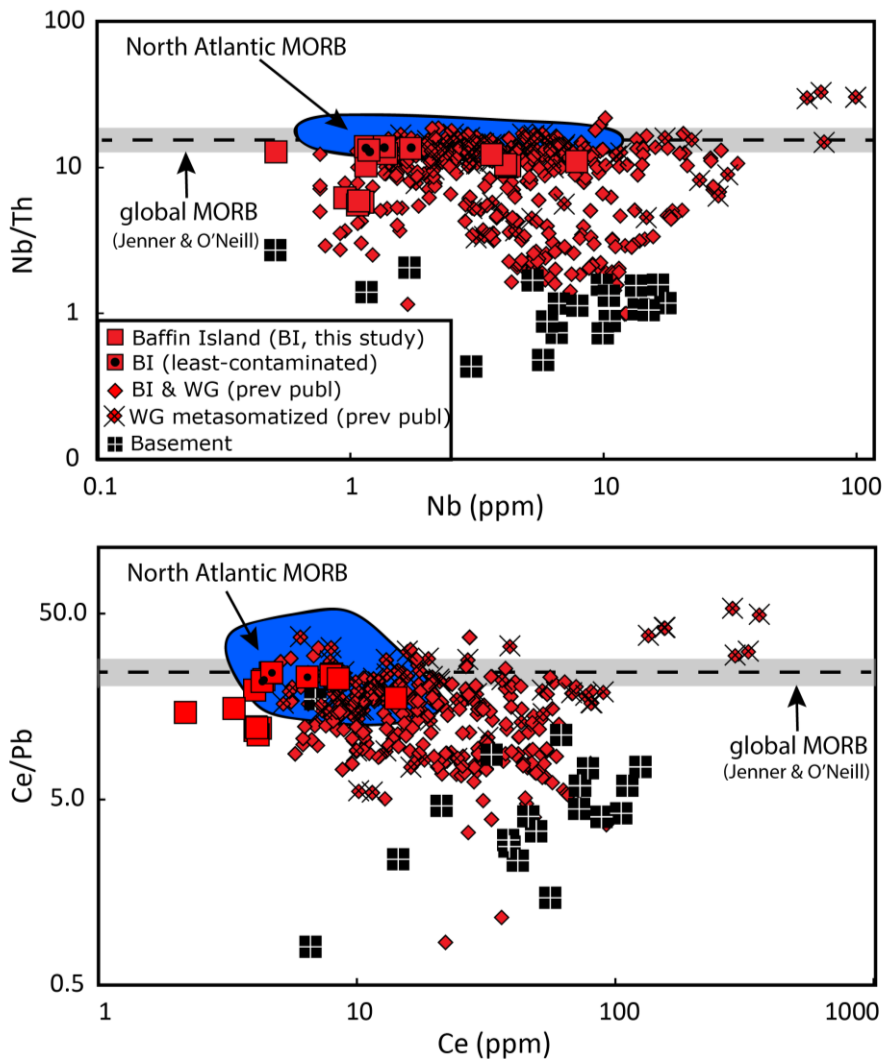 100
North Atlantic MORB
10
Nb/Th
global MORB
(Jenner & O'Neill)
1
Baffin Island (BI, this study)
BI (least-contaminated)
BI & WG (prev publ)
WG metasomatized (prev publ)
Basement
0
0.1
1
10
100
Nb (ppm)
North Atlantic MORB
50.0
Ce/Pb
global MORB
(Jenner & O'Neill)
5.0
0.5
1
10
100
1000
Ce (ppm)